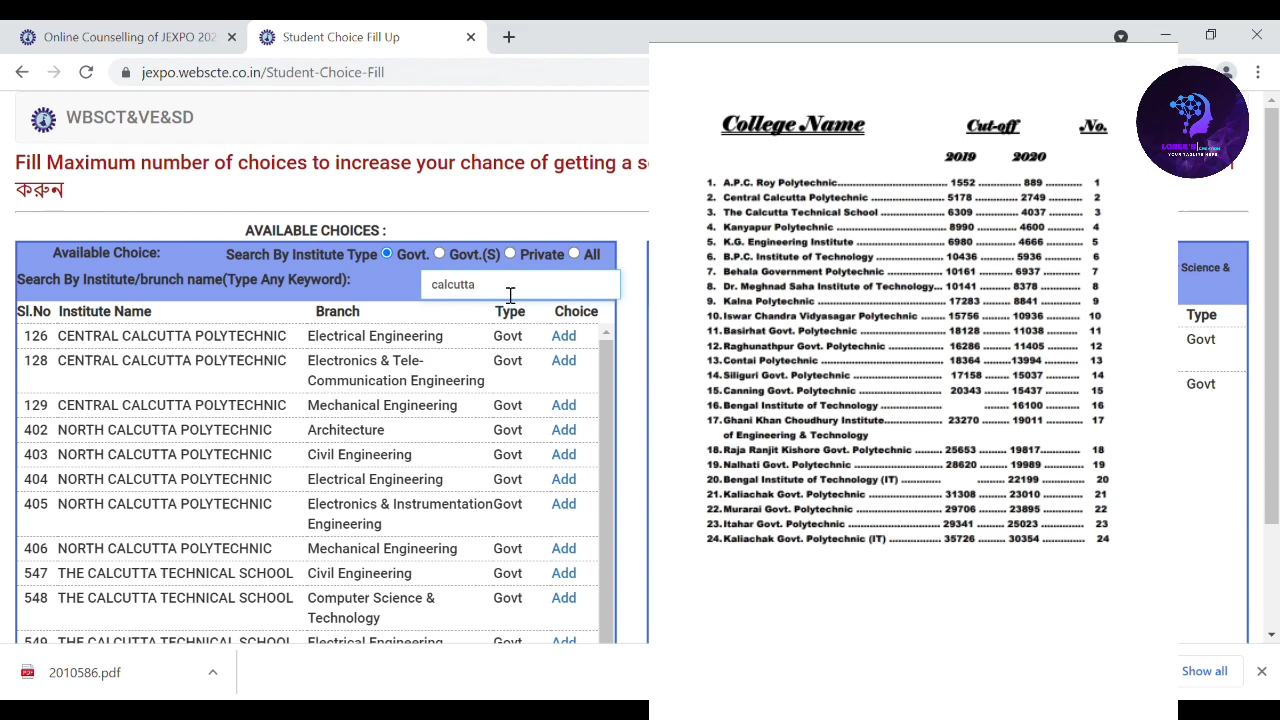 Studocu
WBSCT&VE&SD
Fill Maximum number of choices to increase your chance of getting a se
করুন
AVAILABLE CHOICES :
Available Choice: Search By Institute Type Govt. Govt.(S) Private All
Search By Institute/brunch name(Type Any Keyword): calcutta
Sl.No Institute Name Branch Type Choice
126 CENTRAL CALCUTTA POLYTECHNIC Electrical Engineering Govt Add
128 CENTRAL CALCUTTA POLYTECHNIC Electronics & Tele-
Communication Engineering Govt Add
129 CENTRAL CALCUTTA POLYTECHNIC Mechanical Engineering Govt Add
402 NORTH CALCUTTA POLYTECHNIC Architecture Govt Add
403 NORTH CALCUTTA POLYTECHNIC Civil Engineering Govt Add
404 NORTH CALCUTTA POLYTECHNIC Electrical Engineering Govt Add
405 NORTH CALCUTTA POLYTECHNIC Electronics & Instrumentation Govt Add
Engineering
406 NORTH CALCUTTA POLYTECHNIC Mechanical Engineering Govt Add
547 THE CALCUTTA TECHNICAL SCHOOL Civil Engineering Govt Add
548 THE CALCUTTA TECHNICAL SCHOOL Computer Science & Govt Add
Technology
549 THE CALCUTTA TECHNICAL SCHOOL Electrical Engineering Govt Add
2010586.pdf
College Name Cut-off No.
2019 2020
1. A.P.C. Roy Polytechnic...................................... 1552 ............... 889 ............. 1
2. Central Calcutta Polytechnic .......................... 5178 ............... 2749 ............ 2
3. The Calcutta Technical School ....................... 6309 ............... 4037 ............ 3
4. Kanyapur Polytechnic ....................................... 8990 .............. 4600 ............. 4
5. K.G. Engineering Institute ............................... 6980 ............... 4666 ............. 5
6. B.P.C. Institute of Technology ........................ 10436 ............. 5936 ............. 6
7. Behala Government Polytechnic .................... 10161 ............. 6937 ............. 7
8. Dr. Meghnad Saha Institute of Technology... 10141 ......... 8378 .............. 8
9. Kalna Polytechnic ............................................. 17283 ......... 8841 .............. 9
10.Iswar Chandra Vidyasagar Polytechnic ........ 15756 .......... 10936 ........... 10
11.Basirhat Govt. Polytechnic ............................. 18128 .......... 11038 ........... 11
12.Raghunathpur Govt. Polytechnic ................... 16286 ......... 11405 ........... 12
13.Contai Polytechnic ........................................... 18364 .........13994 ............. 13
14.Siliguri Govt. Polytechnic ................................ 17158 ......... 15037 ............ 14
15.Canning Govt. Polytechnic .............................. 20343 ......... 15437 ............ 15
16.Bengal Institute of Technology ...................... ......... 16100 ............ 16
17.Ghani Khan Choudhury Institute..................... 23270 .......... 19011 ............... 17
of Engineering & Technology
18.Raja Ranjit Kishore Govt. Polytechnic ......... 25653 ......... 19817.............. 18
19.Nalhati Govt. Polytechnic ................................ 28620 .......... 19989 .............. 19
20.Bengal Institute of Technology (IT) .............. .......... 22199 ............... 20
21.Kaliachak Govt. Polytechnic .......................... 31308 ......... 23010 .............. 21
22.Murarai Govt. Polytechnic .............................. 29706 ......... 23895 .............. 22
23.Itahar Govt. Polytechnic ................................. 29341 ......... 25023 ............... 23
24.Kaliachak Govt. Polytechnic (IT) .................. 35726 ......... 30354 ............... 24
CREATION
YOUR TAGLINE HERE
Science &
Type
Govt
Govt
Show all